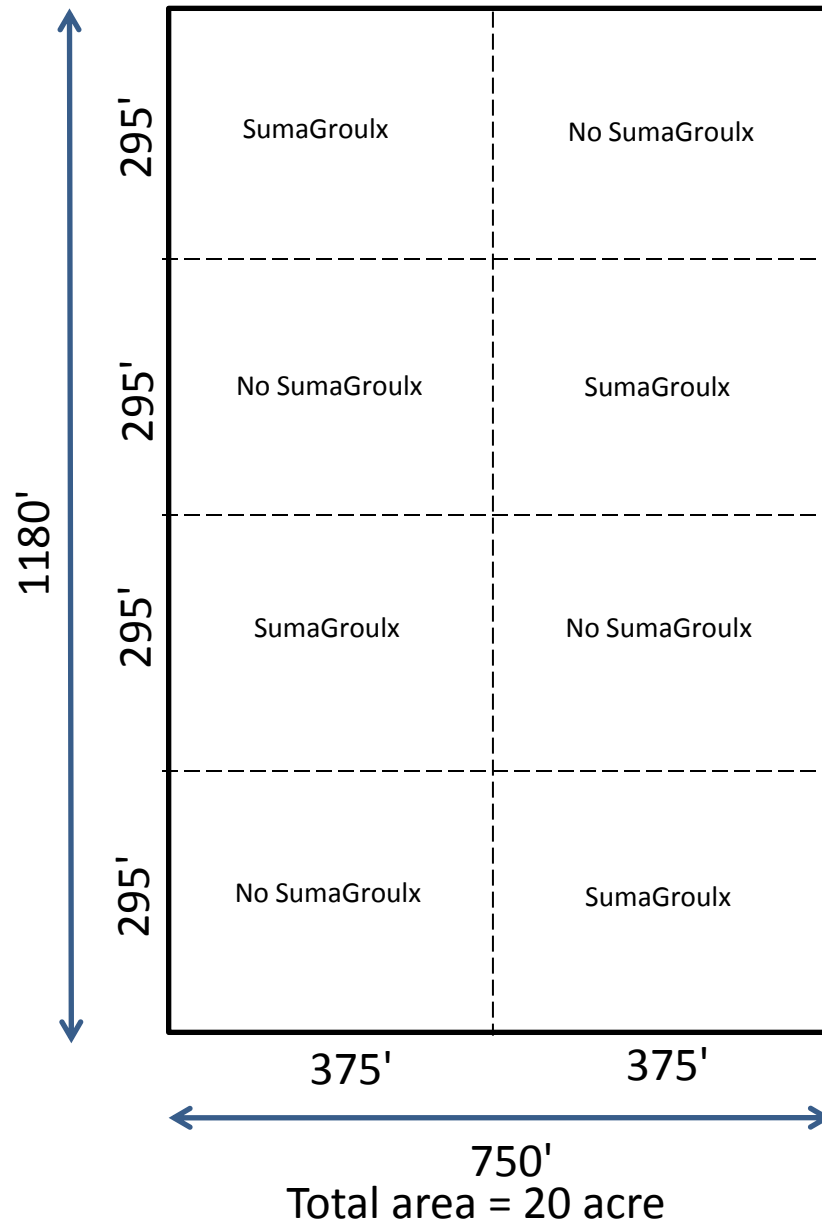 295'
SumaGroulx
No SumaGroulx
295'
No SumaGroulx
SumaGroulx
1180'
295'
SumaGroulx
No SumaGroulx
295'
No SumaGroulx
SumaGroulx
375'
375'
750'
Total area = 20 acre